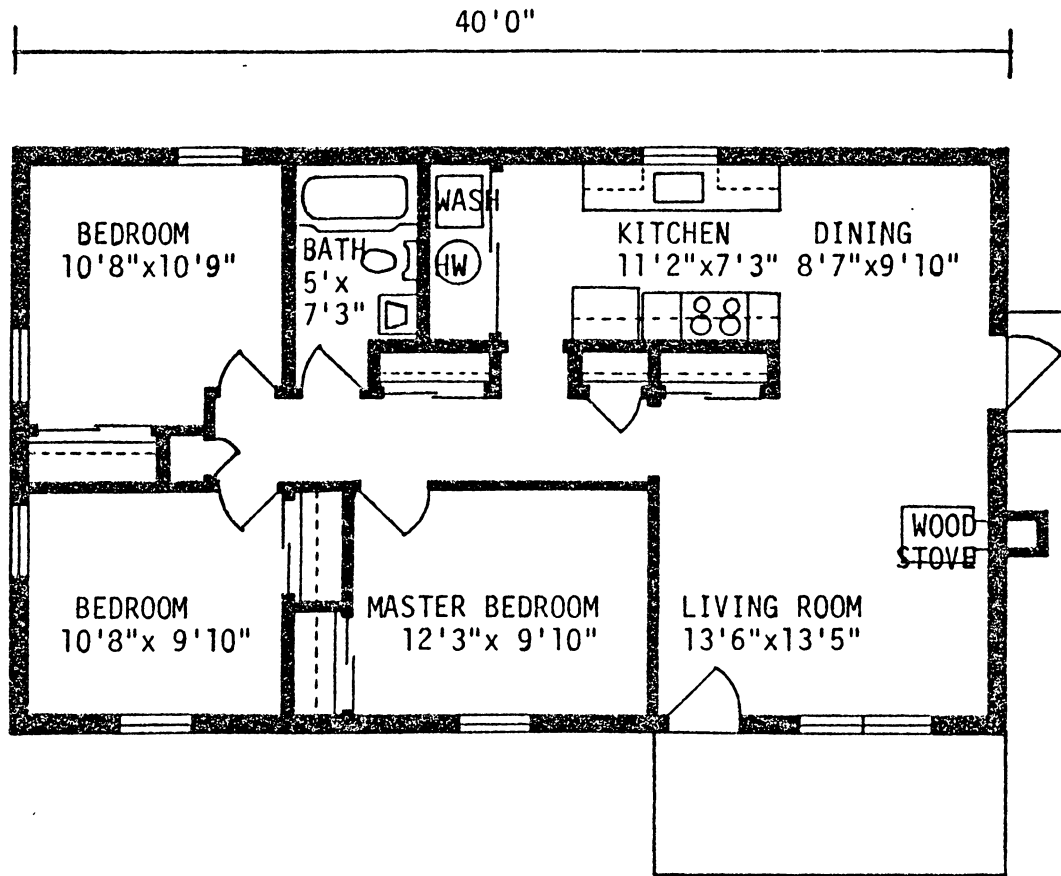 40'0"
WASH
HW
BEDROOM
10'8"x10'9"
BATH
5'x
7'3"
KITCHEN
11'2"x7'3"
DINING
8'7"x9'10"
WOOD
STOVE
BEDROOM
10'8"x 9'10"
MASTER BEDROOM
12'3"x 9'10"
LIVING ROOM
13'6"x13'5"